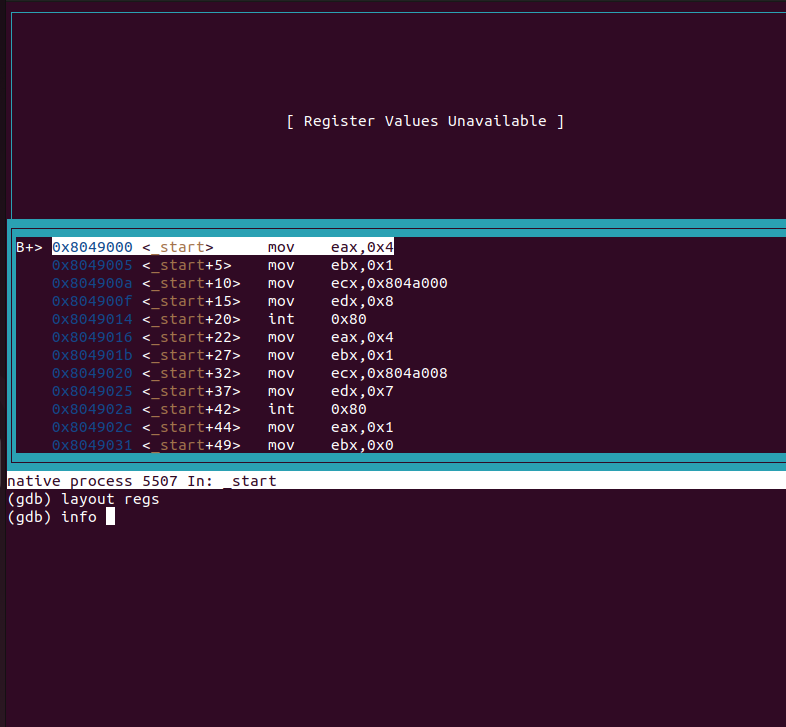 [ Register Values Unavailable ]
B+> 0x8049000 <_start>      mov    eax,0x4
    0x8049005 <_start+5>    mov    ebx,0x1
    0x804900a <_start+10>   mov    ecx,0x804a000
    0x804900f <_start+15>   mov    edx,0x8
    0x8049014 <_start+20>   int    0x80
    0x8049016 <_start+22>   mov    eax,0x4
    0x804901b <_start+27>   mov    ebx,0x1
    0x8049020 <_start+32>   mov    ecx,0x804a008
    0x8049025 <_start+37>   mov    edx,0x7
    0x804902a <_start+42>   int    0x80
    0x804902c <_start+44>   mov    eax,0x1
    0x8049031 <_start+49>   mov    ebx,0x0
native process 5507 In: _start
(gdb) layout regs
(gdb) info